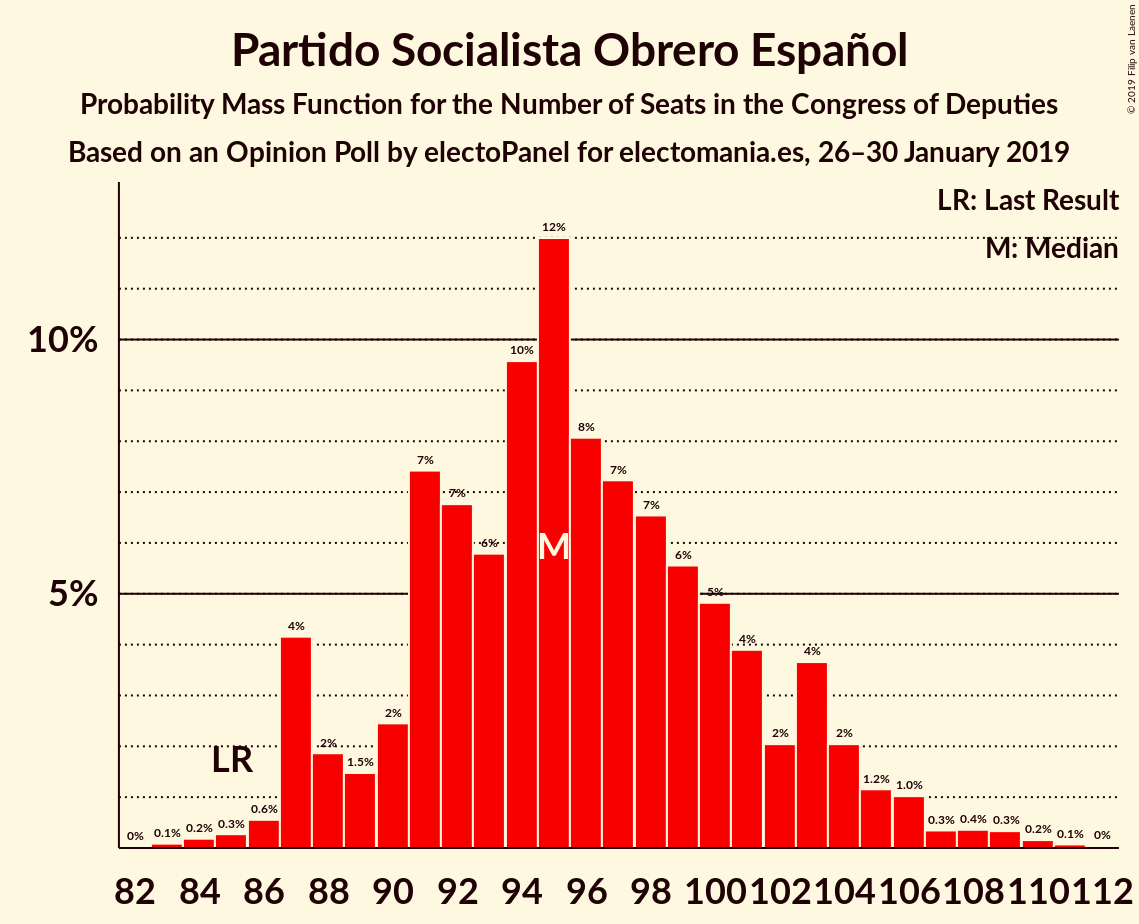 Partido Socialista Obrero Español
Probability Mass Function for the Number of Seats in the Congress of Deputies
Based on an Opinion Poll by electoPanel for electomania.es, 26–30 January 2019
© 2019 Filip van Laenen
LR: Last Result
M: Median
10%
5%
0% 0.1% 0.2% 0.3% 0.6% 4% 2% 1.5% 2% 7% 7% 6% 10% 12% 8% 7% 7% 6% 5% 4% 2% 4% 2% 1.2% 1.0% 0.3% 0.4% 0.3% 0.2% 0.1% 0%
M
LR
82 84 86 88 90 92 94 96 98 100 102 104 106 108 110 112